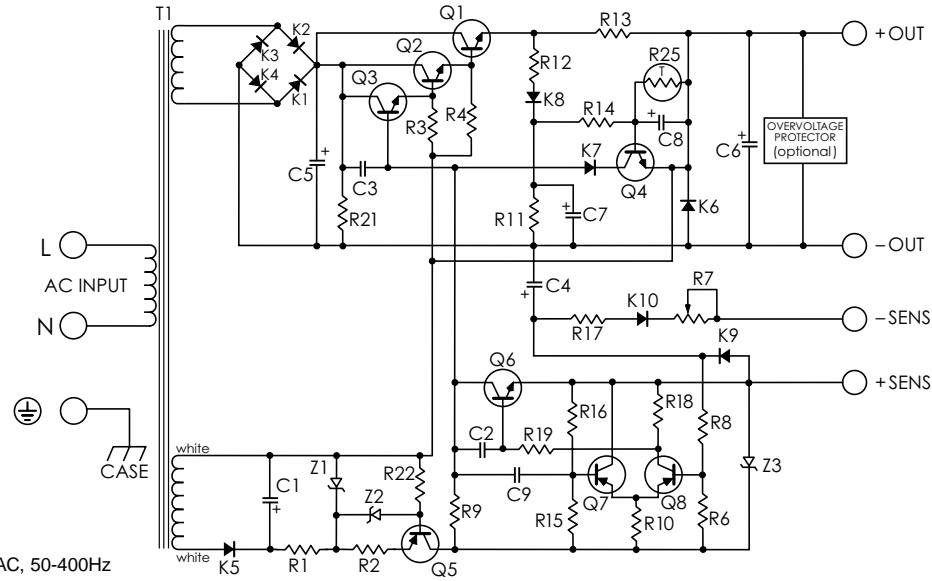 T1
Q1
R13
+OUT
K2
K3
Q2
R25
T
R12
K4
Q3
K1
K8
R14
OVERVOLTAGE
PROTECTOR
(optional)
R3
R4
+
C8
+
C6
+
C5
C3
K7
Q4
R21
R11
+
C7
K6
L
−OUT
AC INPUT
C4
+
K10
R7
N
−SENS
R17
K9
Q6
+SENS
R16
R18
R8
C2
R19
white
CASE
Z1
R22
C9
Z3
C1
+
Z2
Q7
Q8
R9
R15
R10
R6
white
K5
R1
R2
Q5
AC, 50-400Hz